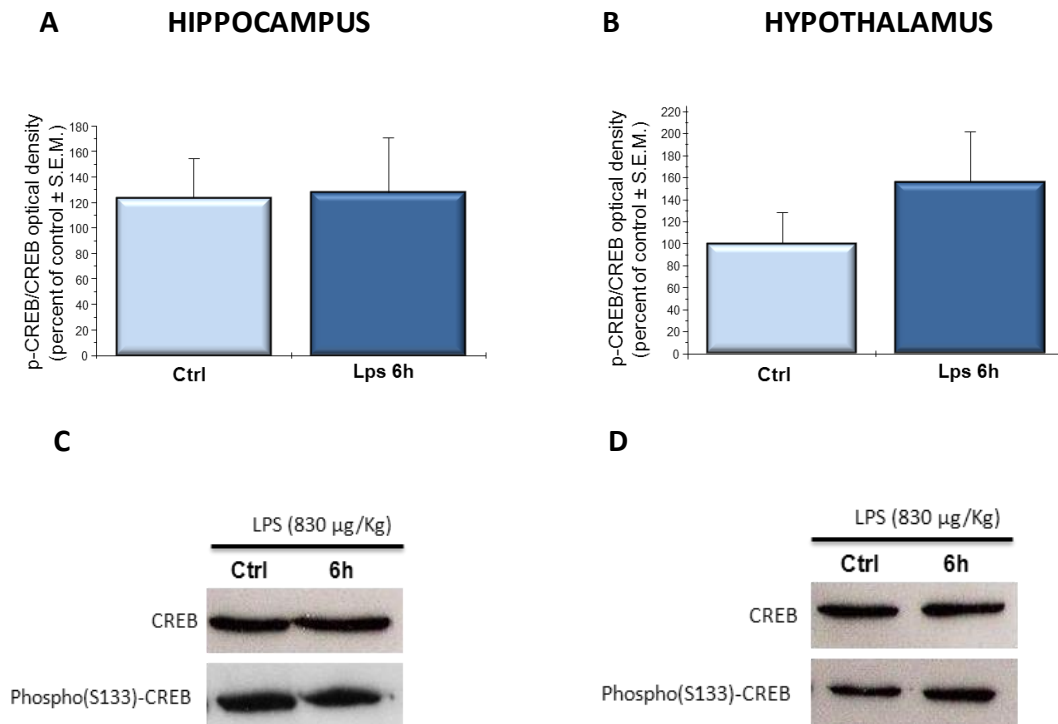 A HIPPOCAMPUS
p-CREB/CREB optical density
(percent of control ± S.E.M.)
180
160
140
120
100
80
60
40
20
0
Ctrl Lps 6h
B HYPOTHALAMUS
p-CREB/CREB optical density
(percent of control ± S.E.M.)
220
200
180
160
140
120
100
80
60
40
20
0
Ctrl Lps 6h
C
LPS (830 µg/Kg)
Ctrl 6h
CREB
Phospho(S133)-CREB
D
LPS (830 µg/Kg)
Ctrl 6h
CREB
Phospho(S133)-CREB